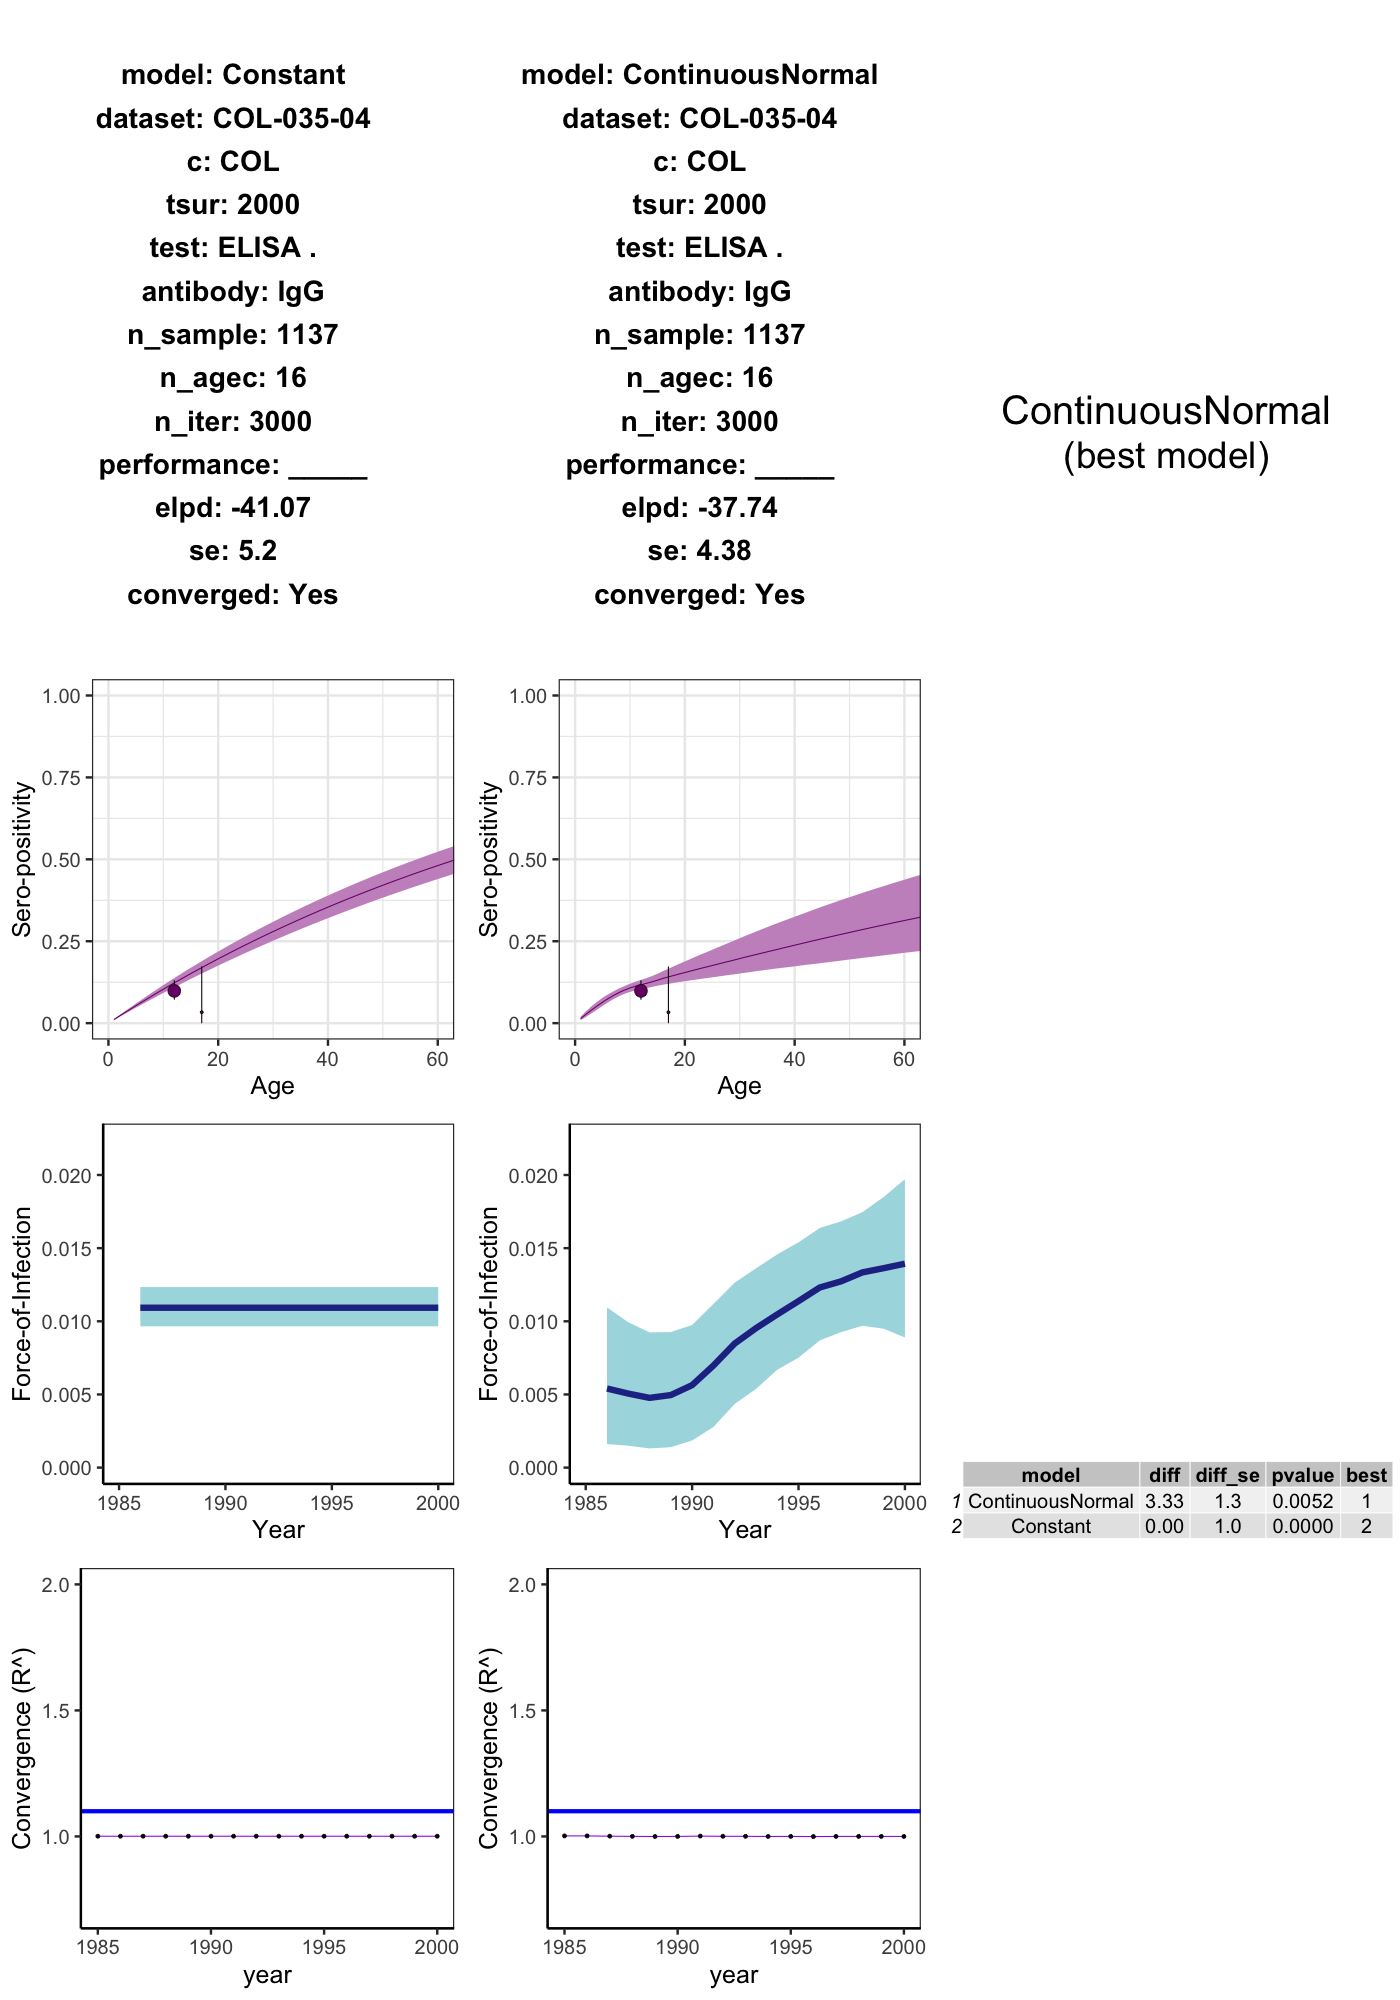 model: Constant
dataset: COL-035-04
c: COL
tsur: 2000
test: ELISA .
antibody: IgG
n_sample: 1137
n_agec: 16
n_iter: 3000
performance: _____
elpd: -41.07
se: 5.2
converged: Yes
model: ContinuousNormal
dataset: COL-035-04
c: COL
tsur: 2000
test: ELISA .
antibody: IgG
n_sample: 1137
n_agec: 16
n_iter: 3000
performance: _____
elpd: -37.74
se: 4.38
converged: Yes
ContinuousNormal
(best model)
Sero-positivity
1.00
0.75
0.50
0.25
0.00
0 20 40 60
Age
Sero-positivity
1.00
0.75
0.50
0.25
0.00
0 20 40 60
Age
Force-of-Infection
0.020
0.015
0.010
0.005
0.000
1985 1990 1995 2000
Year
Force-of-Infection
0.020
0.015
0.010
0.005
0.000
1985 1990 1995 2000
Year
model diff diff_se pvalue best
1 ContinuousNormal 3.33 1.3 0.0052 1
2 Constant 0.00 1.0 0.0000 2
Convergence (R^)
2.0
1.5
1.0
1985 1990 1995 2000
year
Convergence (R^)
2.0
1.5
1.0
1985 1990 1995 2000
year